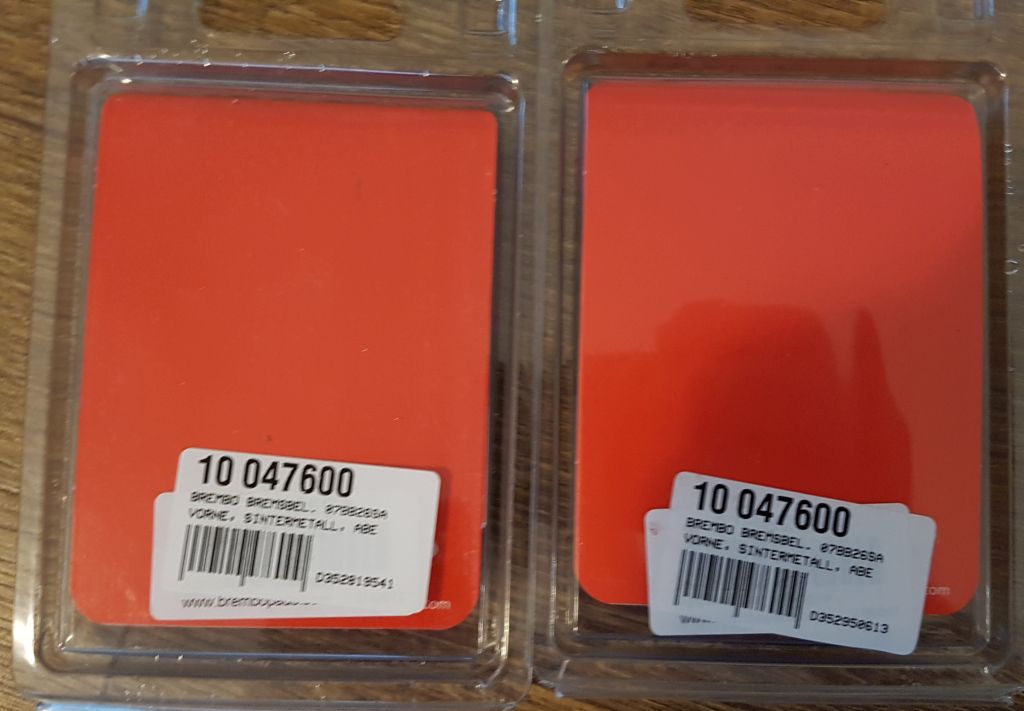 10 047600
BREMBO BREMSBEL. 07BB26SA
VORNE, SINTERMETALL, ABE
D352819541
10 047600
BREMBO BREMSBEL. 07BB26SA
VORNE, SINTERMETALL, ABE
D352950613